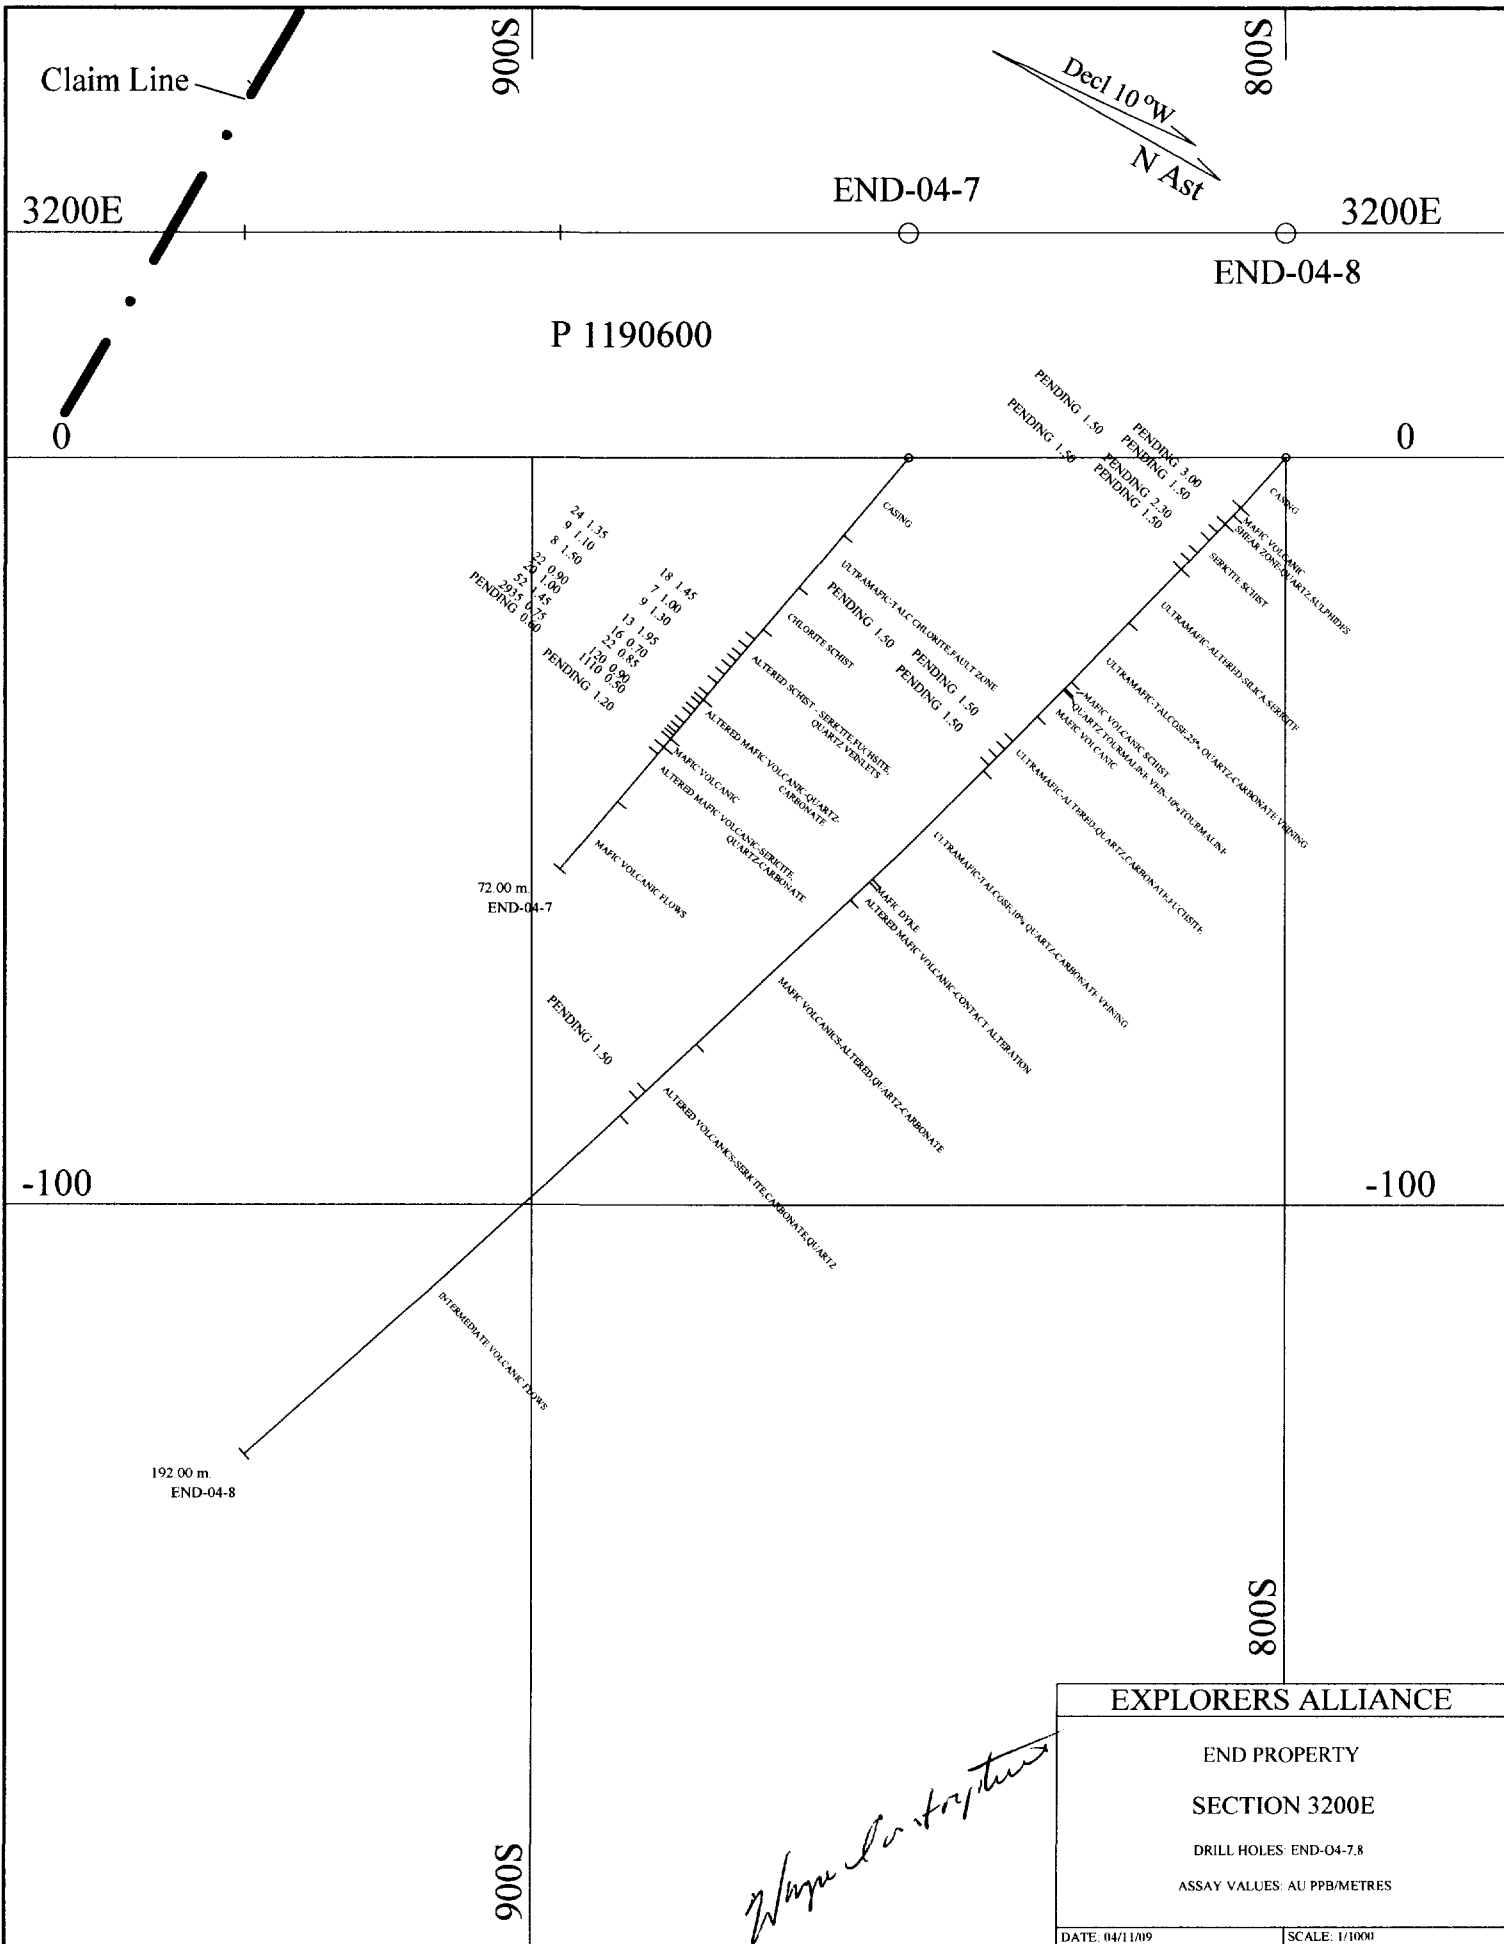 Claim Line
900S
800S
Decl 10 °W
N Ast
3200E
END-04-7
3200E
END-04-8
P 1190600
0
0
PENDING 1.50
PENDING 1.50
PENDING 3.00
PENDING 1.50
PENDING 2.30
PENDING 1.50
24 1.35
9 1.10
8 1.50
22 0.90
20 1.00
52 1.45
2935 0.75
PENDING 0.60
18 1.45
7 1.00
9 1.30
13 1.95
16 0.70
22 0.85
120 0.90
1110 0.50
PENDING 1.20
CASING
ULTRAMAFIC-TALC CHLORITE,FAULT ZONE
PENDING 1.50
PENDING 1.50
PENDING 1.50
CHLORITE SCHIST
ALTERED SCHIST - SERICITE,FUCHSITE,
QUARTZ VEINLETS
ALTERED MAFIC VOLCANIC-QUARTZ-
CARBONATE
MAFIC VOLCANIC
ALTERED MAFIC VOLCANIC-SERICITE,
QUARTZ-CARBONATE
MAFIC VOLCANIC FLOWS
72.00 m.
END-04-7
CASING
MAFIC VOLCANIC
SHEAR ZONE-QUARTZ,SULPHIDES
SERICITE SCHIST
ULTRAMAFIC-ALTERED-SILICA,SERICITE
ULTRAMAFIC-TALCOSE,25% QUARTZ-CARBONATE VEINING
MAFIC VOLCANIC SCHIST
QUARTZ TOURMALINE VEIN-10% TOURMALINE
MAFIC VOLCANIC
ULTRAMAFIC-ALTERED-QUARTZ,CARBONATE,FUCHSITE
ULTRAMAFIC-TALCOSE,10% QUARTZ-CARBONATE VEINING
MAFIC DYKE
ALTERED MAFIC VOLCANIC-CONTACT ALTERATION
MAFIC VOLCANICS-ALTERED,QUARTZ-CARBONATE
PENDING 1.50
ALTERED VOLCANICS-SERICITE,CARBONATE,QUARTZ
-100
-100
INTERMEDIATE VOLCANIC FLOWS
192.00 m.
END-04-8
900S
800S
EXPLORERS ALLIANCE
END PROPERTY
SECTION 3200E
DRILL HOLES: END-O4-7,8
ASSAY VALUES: AU PPB/METRES
DATE: 04/11/09
SCALE: 1/1000